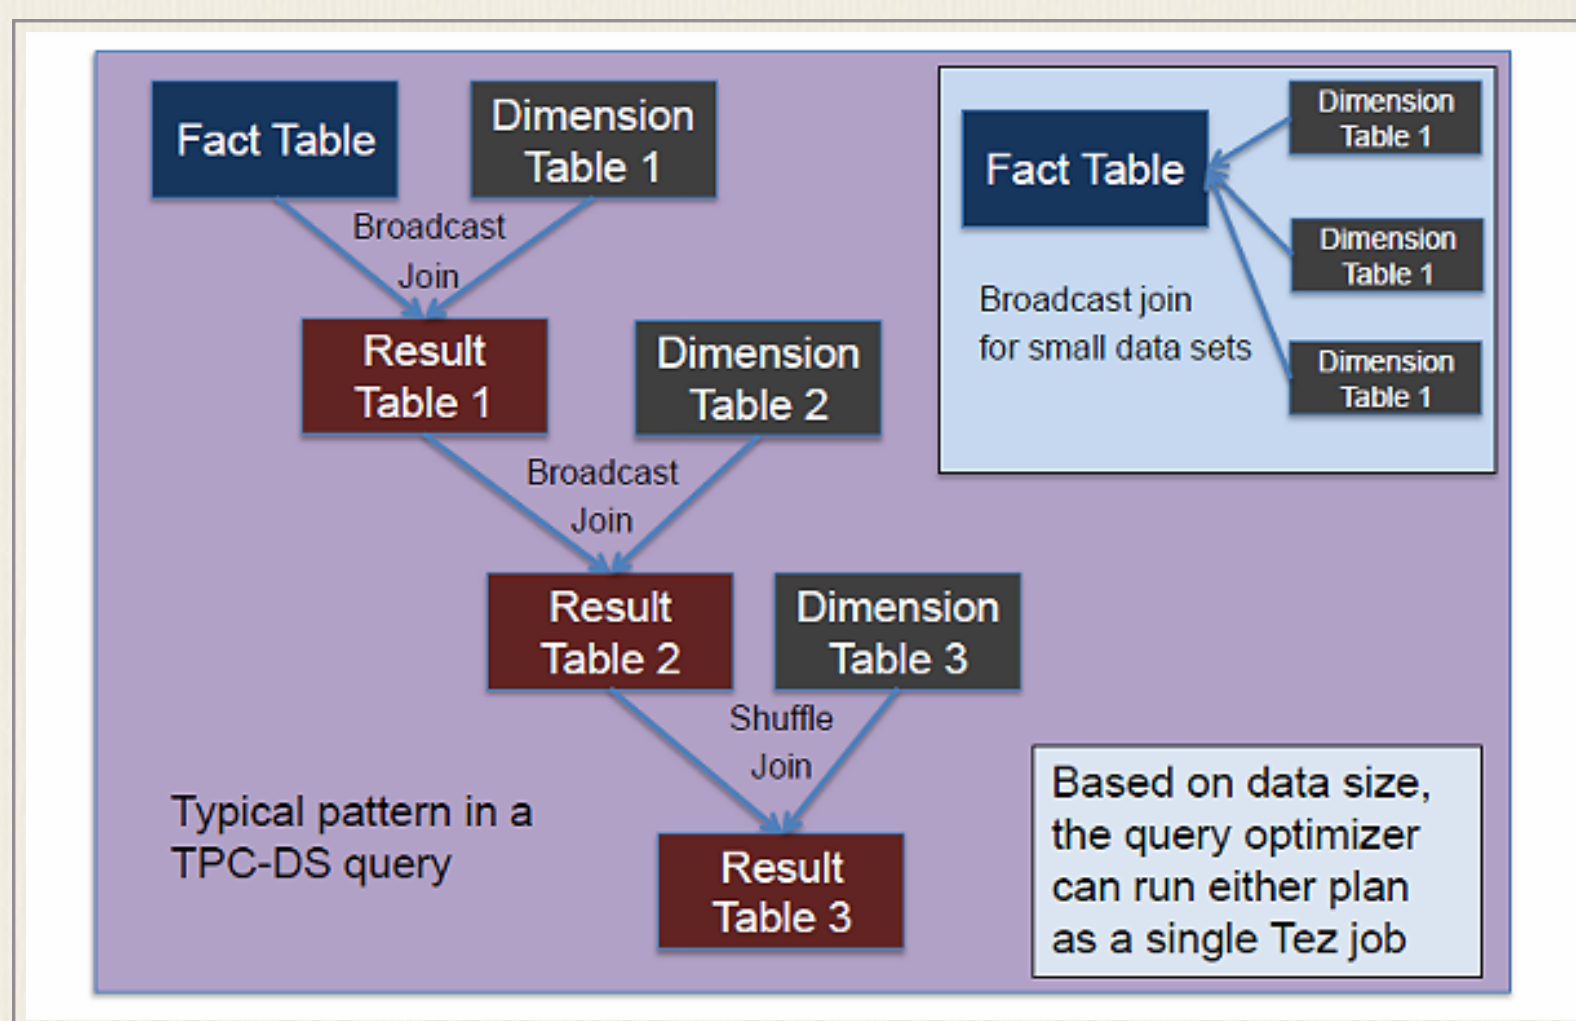 Fact Table
Dimension
Table 1
Broadcast
Join
Result
Table 1
Dimension
Table 2
Broadcast
Join
Result
Table 2
Dimension
Table 3
Shuffle
Join
Result
Table 3
Typical pattern in a
TPC-DS query
Fact Table
Dimension
Table 1
Dimension
Table 1
Dimension
Table 1
Broadcast join
for small data sets
Based on data size,
the query optimizer
can run either plan
as a single Tez job